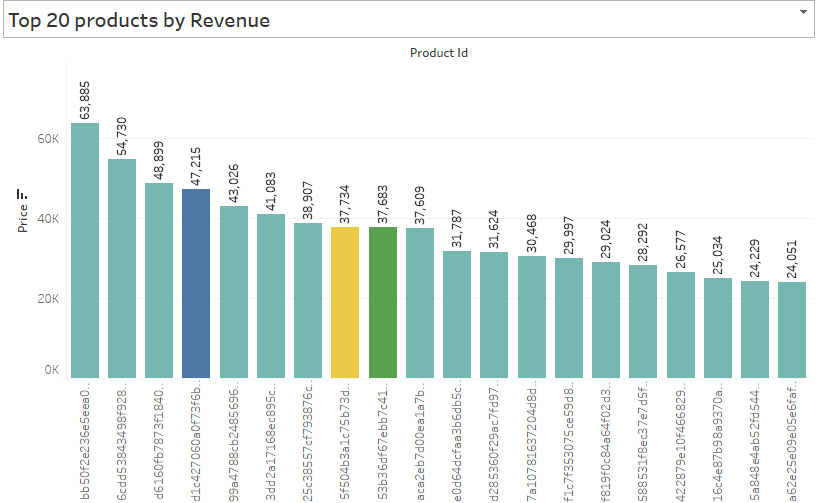 Top 20 products by Revenue
Product Id
Price
60K
40K
20K
0K
63,885
54,730
48,899
47,215
43,026
41,083
38,907
37,734
37,683
37,609
31,787
31,624
30,468
29,997
29,024
28,292
26,577
25,034
24,229
24,051
bb50f2e236e5eea0..
6cdd53843498f928..
d6160fb7873f1840..
d1c427060a0f73f6b..
99a4788cb2485696..
3dd2a17168ec895c..
25c38557cf793876c..
5f504b3a1c75b73d..
53b36df67ebb7c41..
aca2eb7d00ea1a7b..
e0d64dcfaa3b6db5c..
d285360f29ac7fd97..
7a10781637204d8d..
f1c7f353075ce59d8..
f819f0c84a64f02d3..
588531f8ec37e7d5f..
422879e10f466829..
16c4e87b98a9370a..
5a848e4ab52fd544..
a62e25e09e05e6faf..